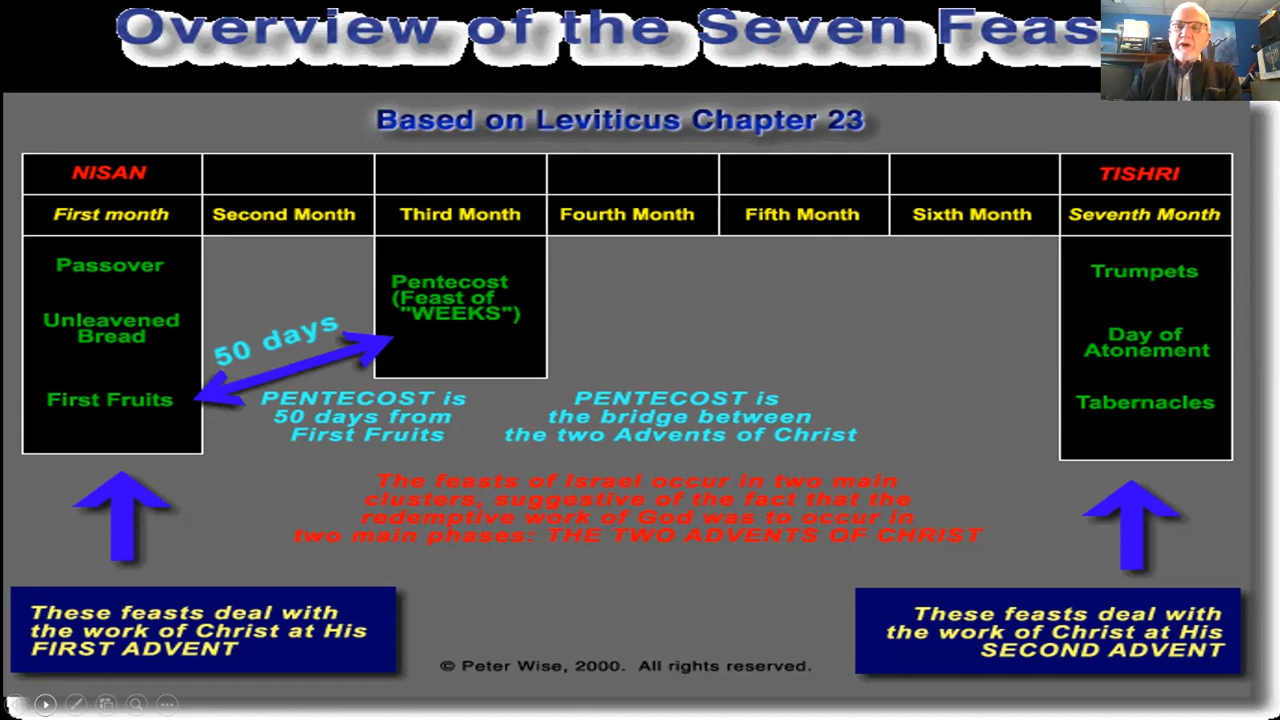 Overview of the Seven Feas
Based on Leviticus Chapter 23
NISAN
TISHRI
First month
Second Month
Third Month
Fourth Month
Fifth Month
Sixth Month
Seventh Month
Passover
Unleavened
Bread
First Fruits
50 days
Pentecost
(Feast of
"WEEKS")
Trumpets
Day of
Atonement
Tabernacles
PENTECOST is
50 days from
First Fruits
PENTECOST is
the bridge between
the two Advents of Christ
The feasts of Israel occur in two main
clusters, suggestive of the fact that the
redemptive work of God was to occur in
two main phases: THE TWO ADVENTS OF CHRIST
These feasts deal with
the work of Christ at His
FIRST ADVENT
These feasts deal with
the work of Christ at His
SECOND ADVENT
© Peter Wise, 2000. All rights reserved.